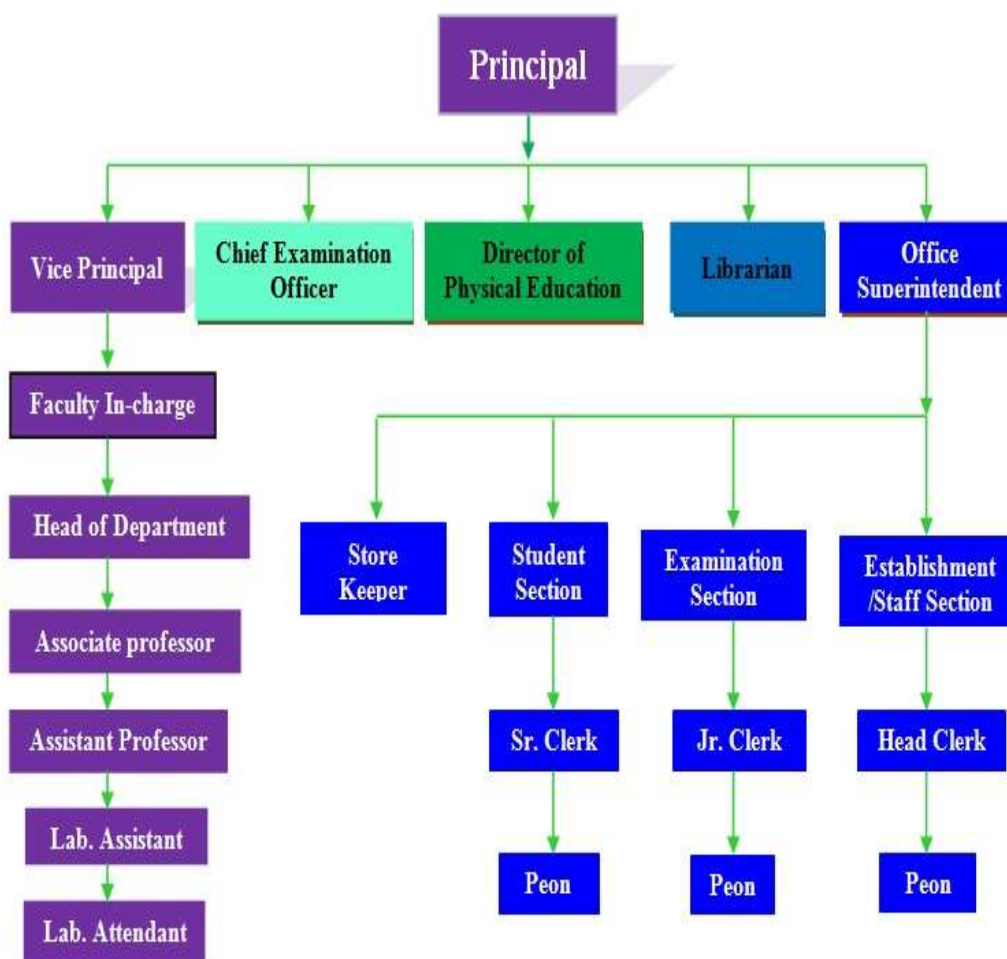 Principal
Vice Principal
Chief Examination
Officer
Director of
Physical Education
Librarian
Office
Superintendent
Faculty In-charge
Head of Department
Associate professor
Assistant Professor
Lab. Assistant
Lab. Attendant
Store
Keeper
Student
Section
Examination
Section
Establishment
/Staff Section
Sr. Clerk
Jr. Clerk
Head Clerk
Peon
Peon
Peon